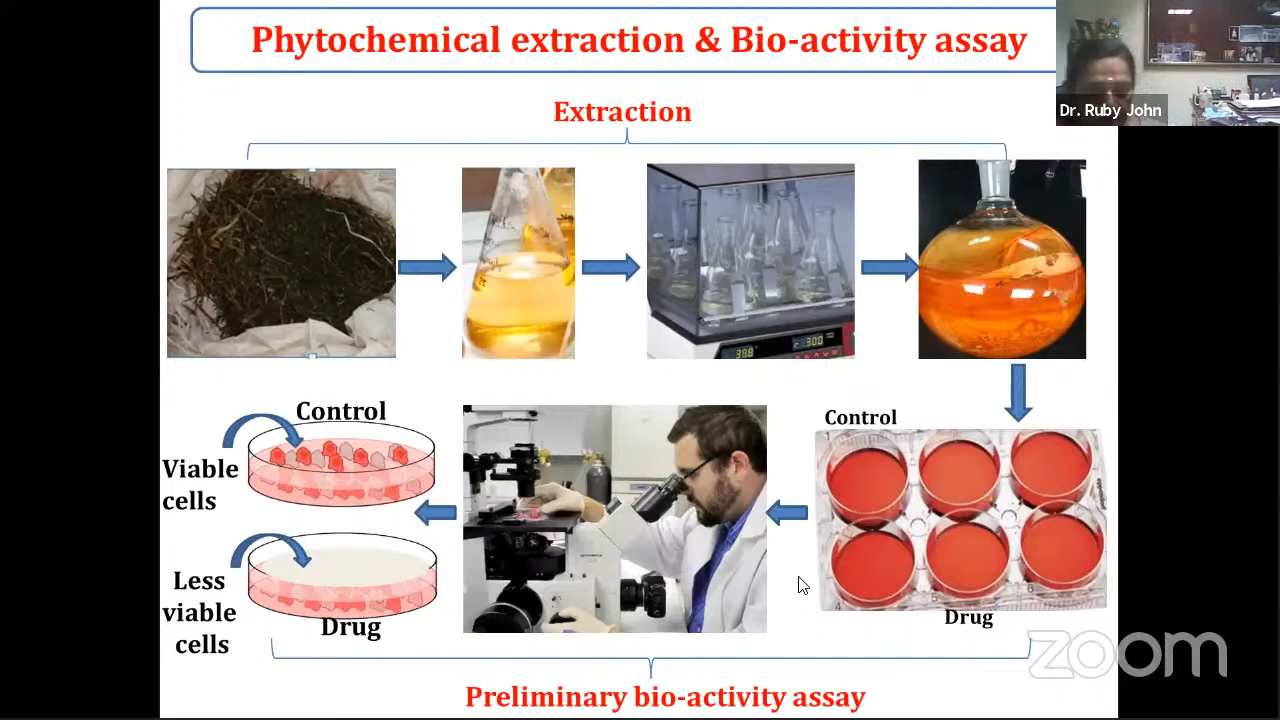 Phytochemical extraction & Bio-activity assay
Dr. Ruby John
Extraction
Control
Viable
cells
Less
viable
cells
Drug
Control
Drug
Preliminary bio-activity assay
zoom